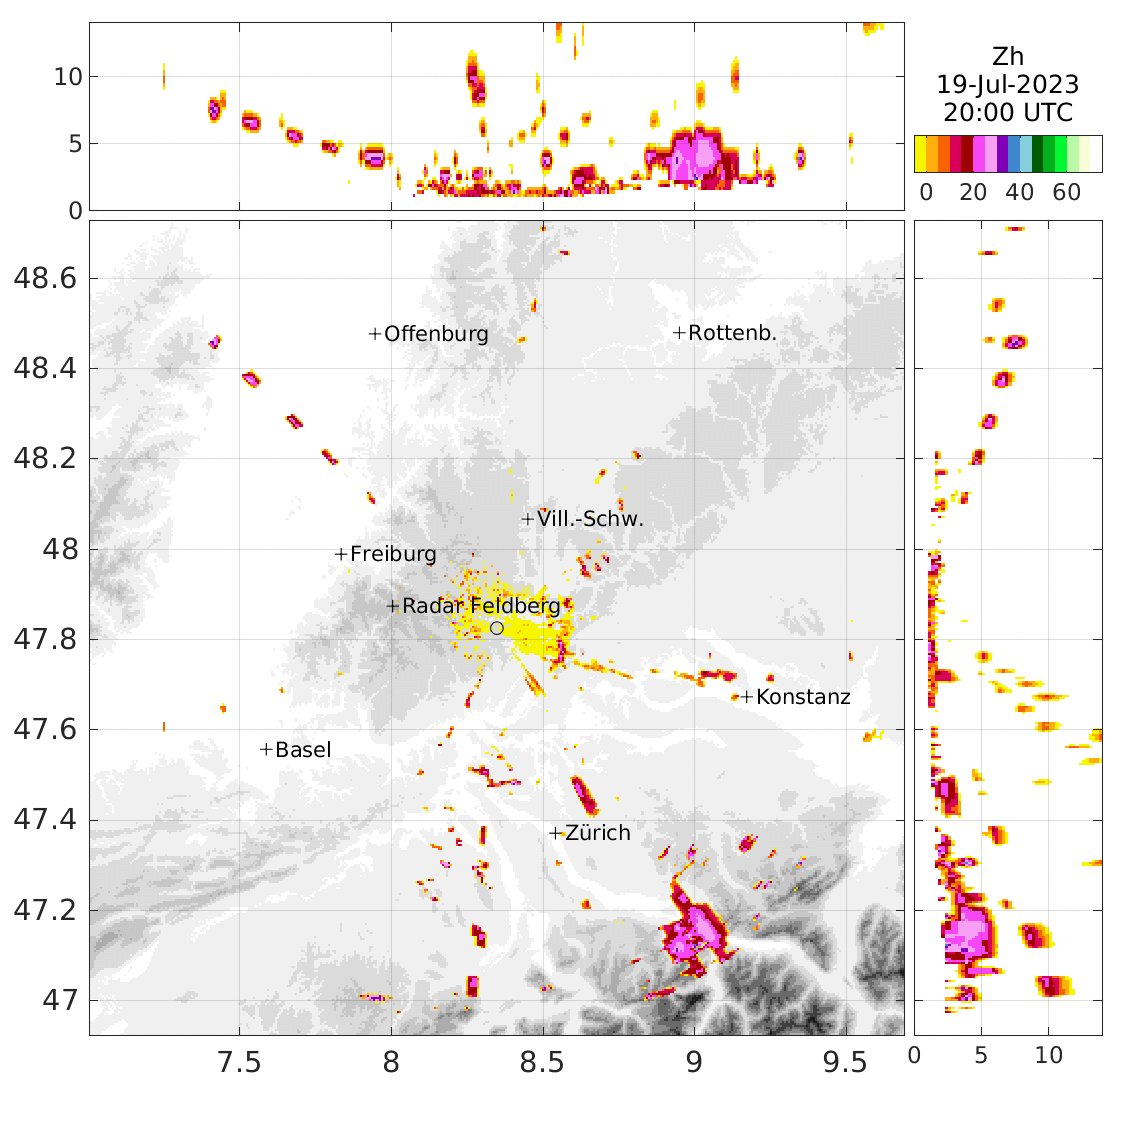 10
5
0
Zh
19-Jul-2023
20:00 UTC
0 20 40 60
48.6
48.4
48.2
48
47.8
47.6
47.4
47.2
47
+Offenburg
+Rottenb.
+Vill.-Schw.
+Freiburg
+Radar Feldberg
+Konstanz
+Basel
+Zürich
7.5 8 8.5 9 9.5
0 5 10